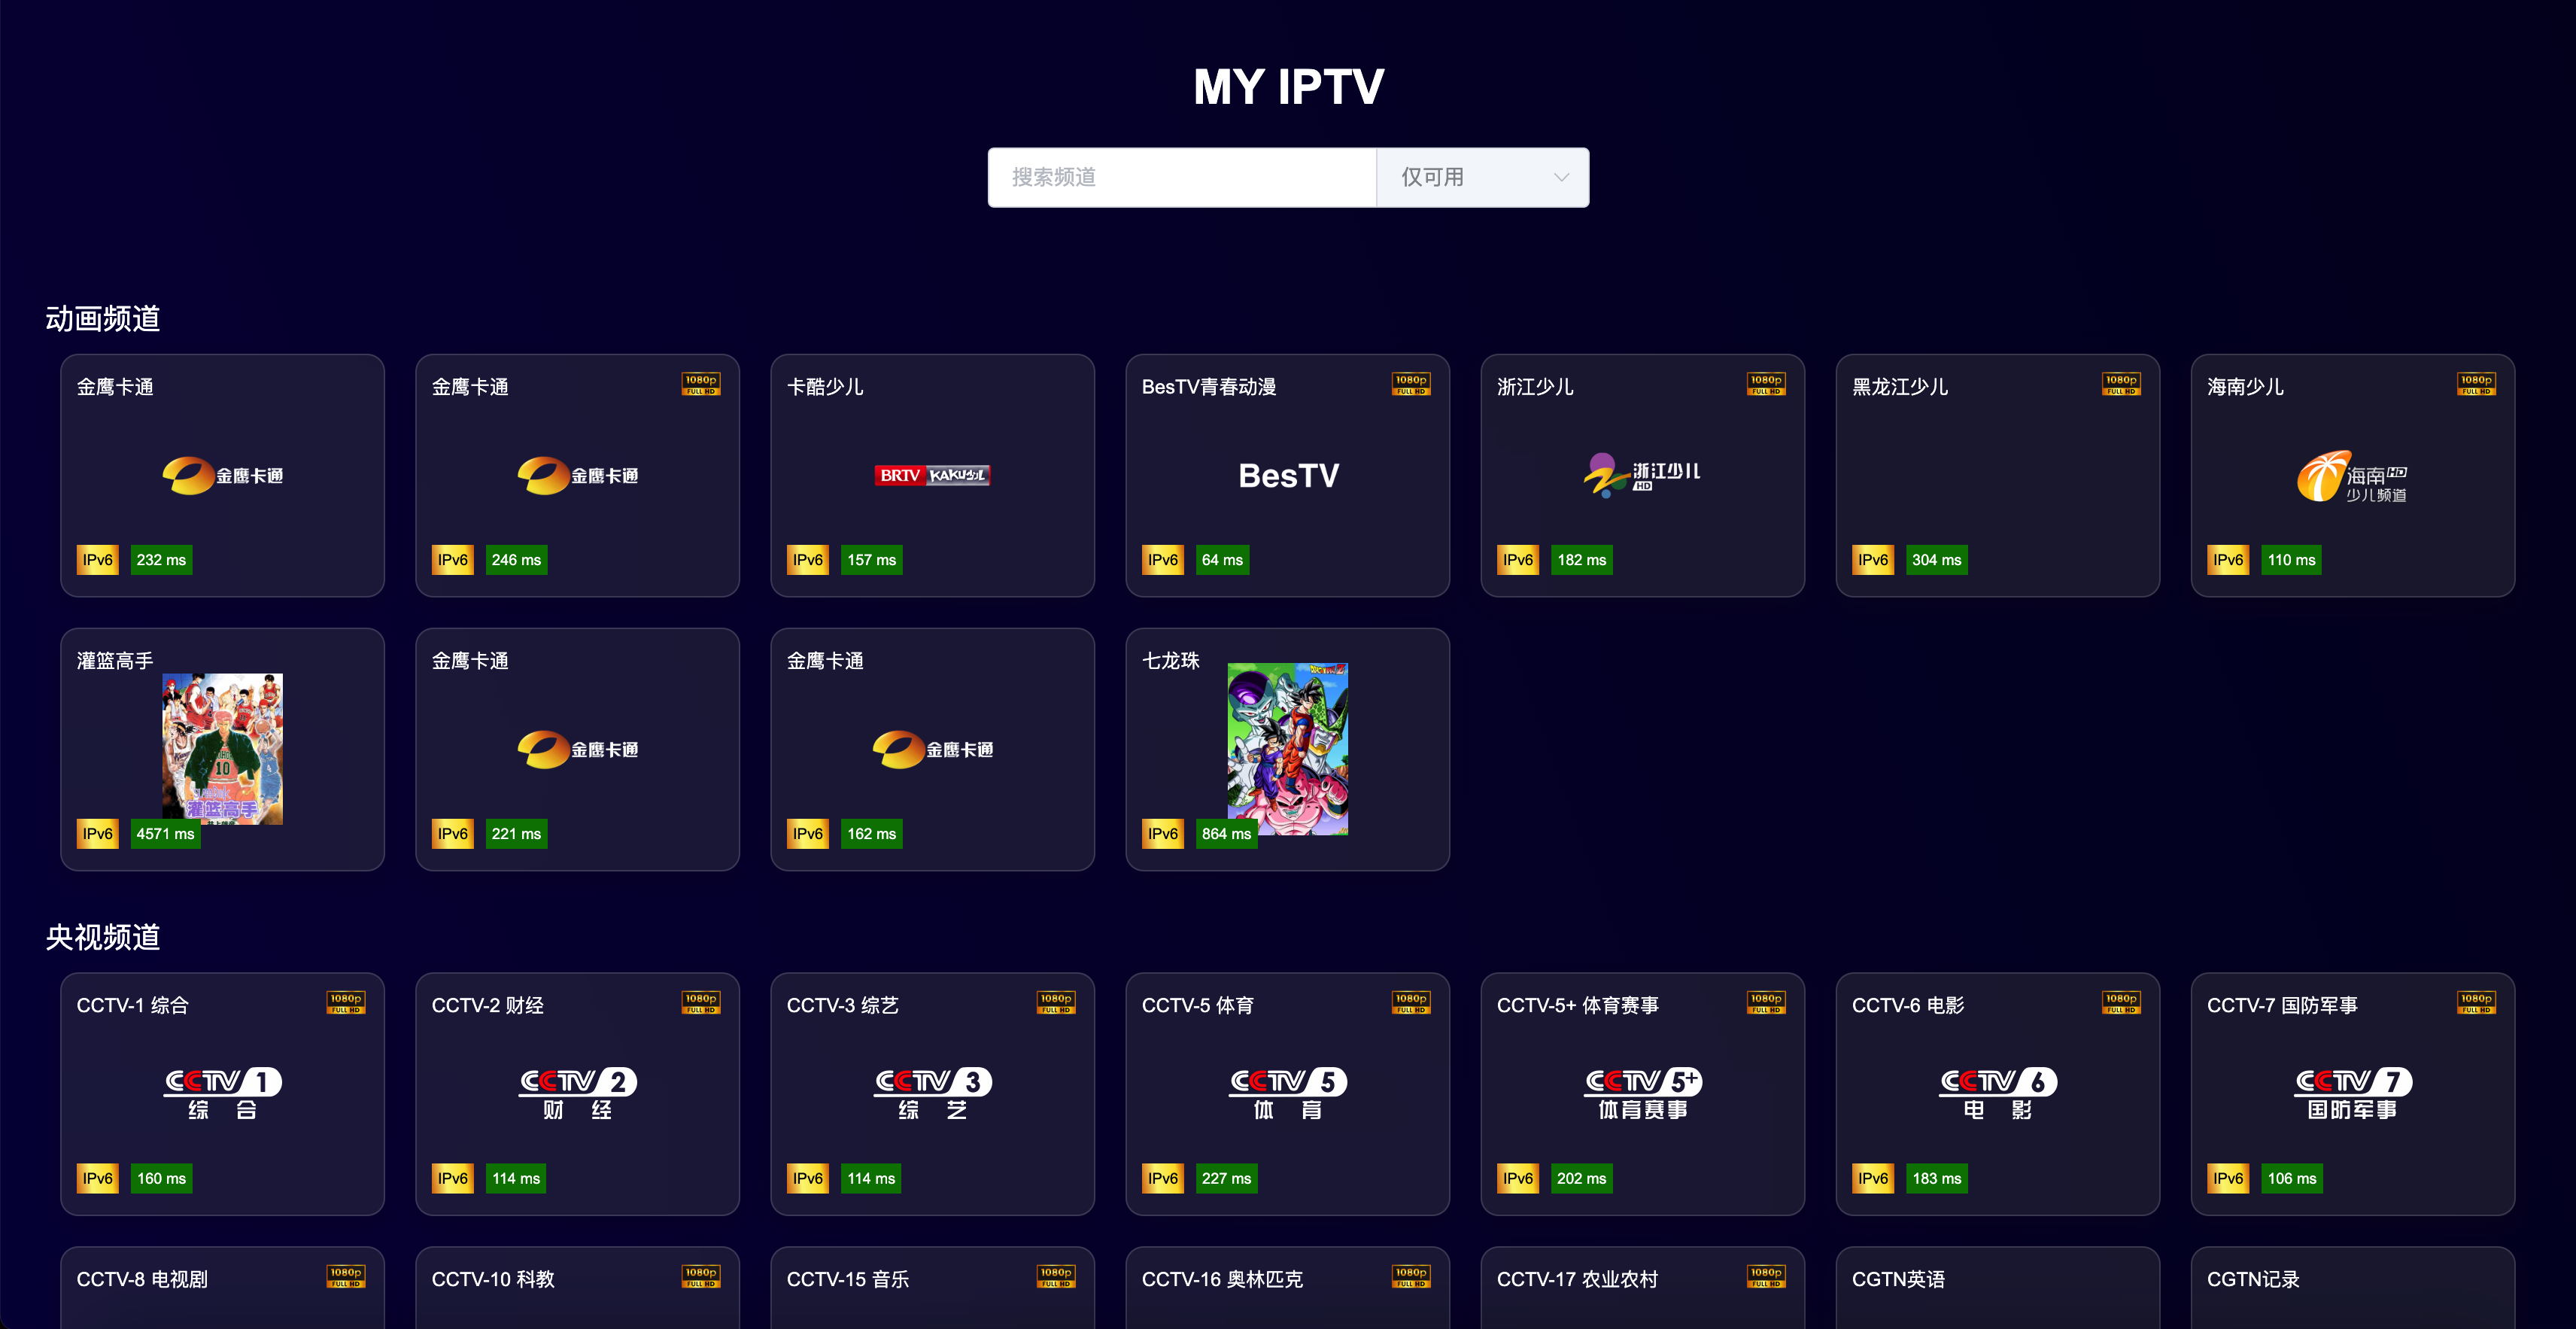 MY IPTV
搜索频道
仅可用
动画频道
金鹰卡通
金鹰卡通
IPv6 232 ms
金鹰卡通
1080p
FULL HD
金鹰卡通
IPv6 246 ms
卡酷少儿
BRTV KAKU少儿
IPv6 157 ms
BesTV青春动漫
1080p
FULL HD
BesTV
IPv6 64 ms
浙江少儿
1080p
FULL HD
浙江少儿
HD
IPv6 182 ms
黑龙江少儿
1080p
FULL HD
IPv6 304 ms
海南少儿
1080p
FULL HD
海南HD
少儿频道
IPv6 110 ms
灌篮高手
10
4
灌篮高手
IPv6 4571 ms
金鹰卡通
金鹰卡通
IPv6 221 ms
金鹰卡通
金鹰卡通
IPv6 162 ms
七龙珠
IPv6 864 ms
央视频道
CCTV-1 综合
1080p
FULL HD
CCTV 1
综 合
IPv6 160 ms
CCTV-2 财经
1080p
FULL HD
CCTV 2
财 经
IPv6 114 ms
CCTV-3 综艺
1080p
FULL HD
CCTV 3
综 艺
IPv6 114 ms
CCTV-5 体育
1080p
FULL HD
CCTV 5
体 育
IPv6 227 ms
CCTV-5+ 体育赛事
1080p
FULL HD
CCTV 5+
体育赛事
IPv6 202 ms
CCTV-6 电影
1080p
FULL HD
CCTV 6
电 影
IPv6 183 ms
CCTV-7 国防军事
1080p
FULL HD
CCTV 7
国防军事
IPv6 106 ms
CCTV-8 电视剧
1080p
FULL HD
CCTV-10 科教
1080p
FULL HD
CCTV-15 音乐
1080p
FULL HD
CCTV-16 奥林匹克
1080p
FULL HD
CCTV-17 农业农村
1080p
FULL HD
CGTN英语
CGTN记录